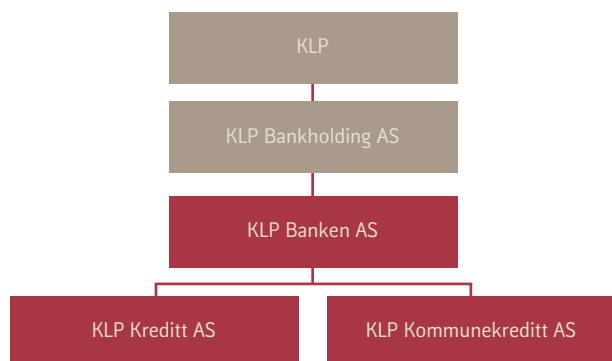 KLP
KLP Bankholding AS
KLP Banken AS
KLP Kreditt AS
KLP Kommunekreditt AS